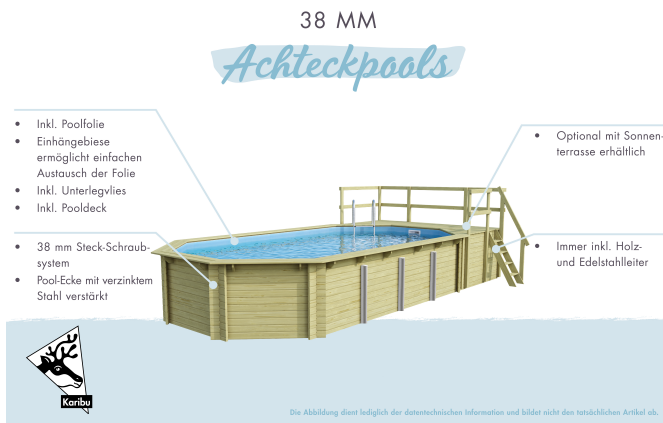 38 MM
Achteckpools
• Inkl. Poolfolie
• Einhängebiese
ermöglicht einfachen
Austausch der Folie
• Inkl. Unterlegvlies
• Inkl. Pooldeck
• 38 mm Steck-Schraub-
system
• Pool-Ecke mit verzinktem
Stahl verstärkt
• Optional mit Sonnen-
terrasse erhältlich
• Immer inkl. Holz-
und Edelstahlleiter
Karibu
Die Abbildung dient lediglich der datentechnischen Information und bildet nicht den tatsächlichen Artikel ab.